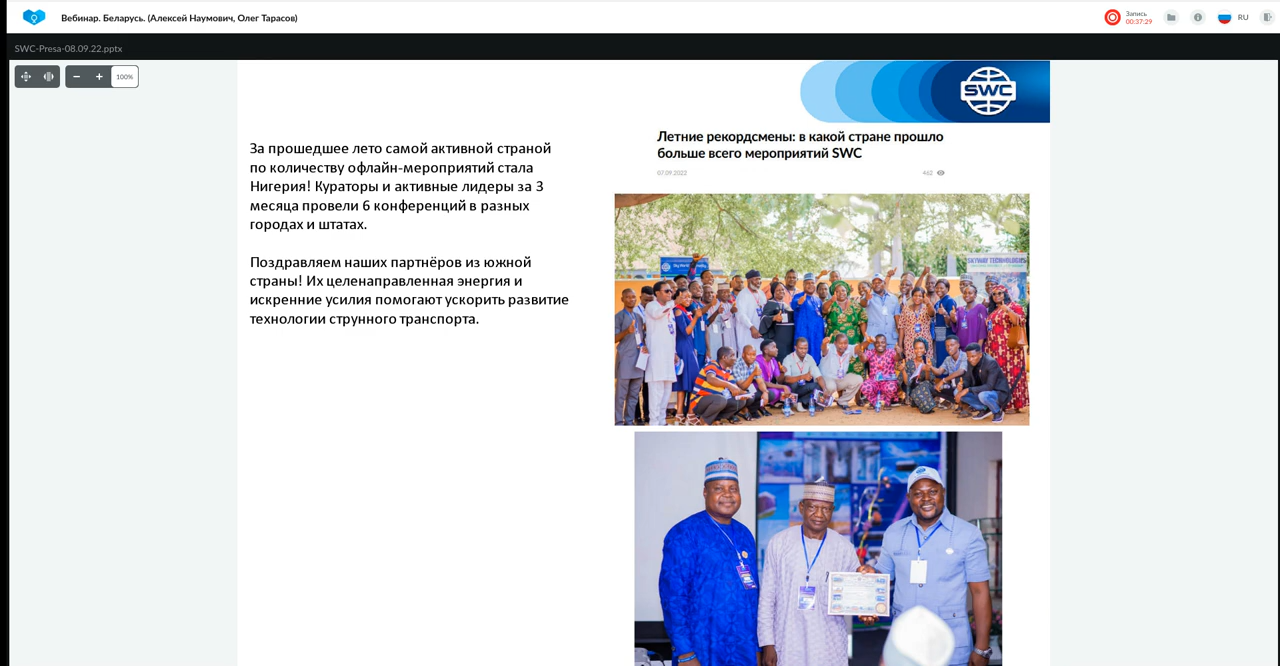 Вебинар. Беларусь. (Алексей Наумович, Олег Тарасов)
Запись
00:37:29
RU
SWC-Presa-08.09.22.pptx
100%
SWC
За прошедшее лето самой активной страной
по количеству офлайн-мероприятий стала
Нигерия! Кураторы и активные лидеры за 3
месяца провели 6 конференций в разных
городах и штатах.
Поздравляем наших партнёров из южной
страны! Их целенаправленная энергия и
искренние усилия помогают ускорить развитие
технологии струнного транспорта.
Летние рекордсмены: в какой стране прошло
больше всего мероприятий SWC
07.09.2022
462
SKYWAY TECHNOLOGIES